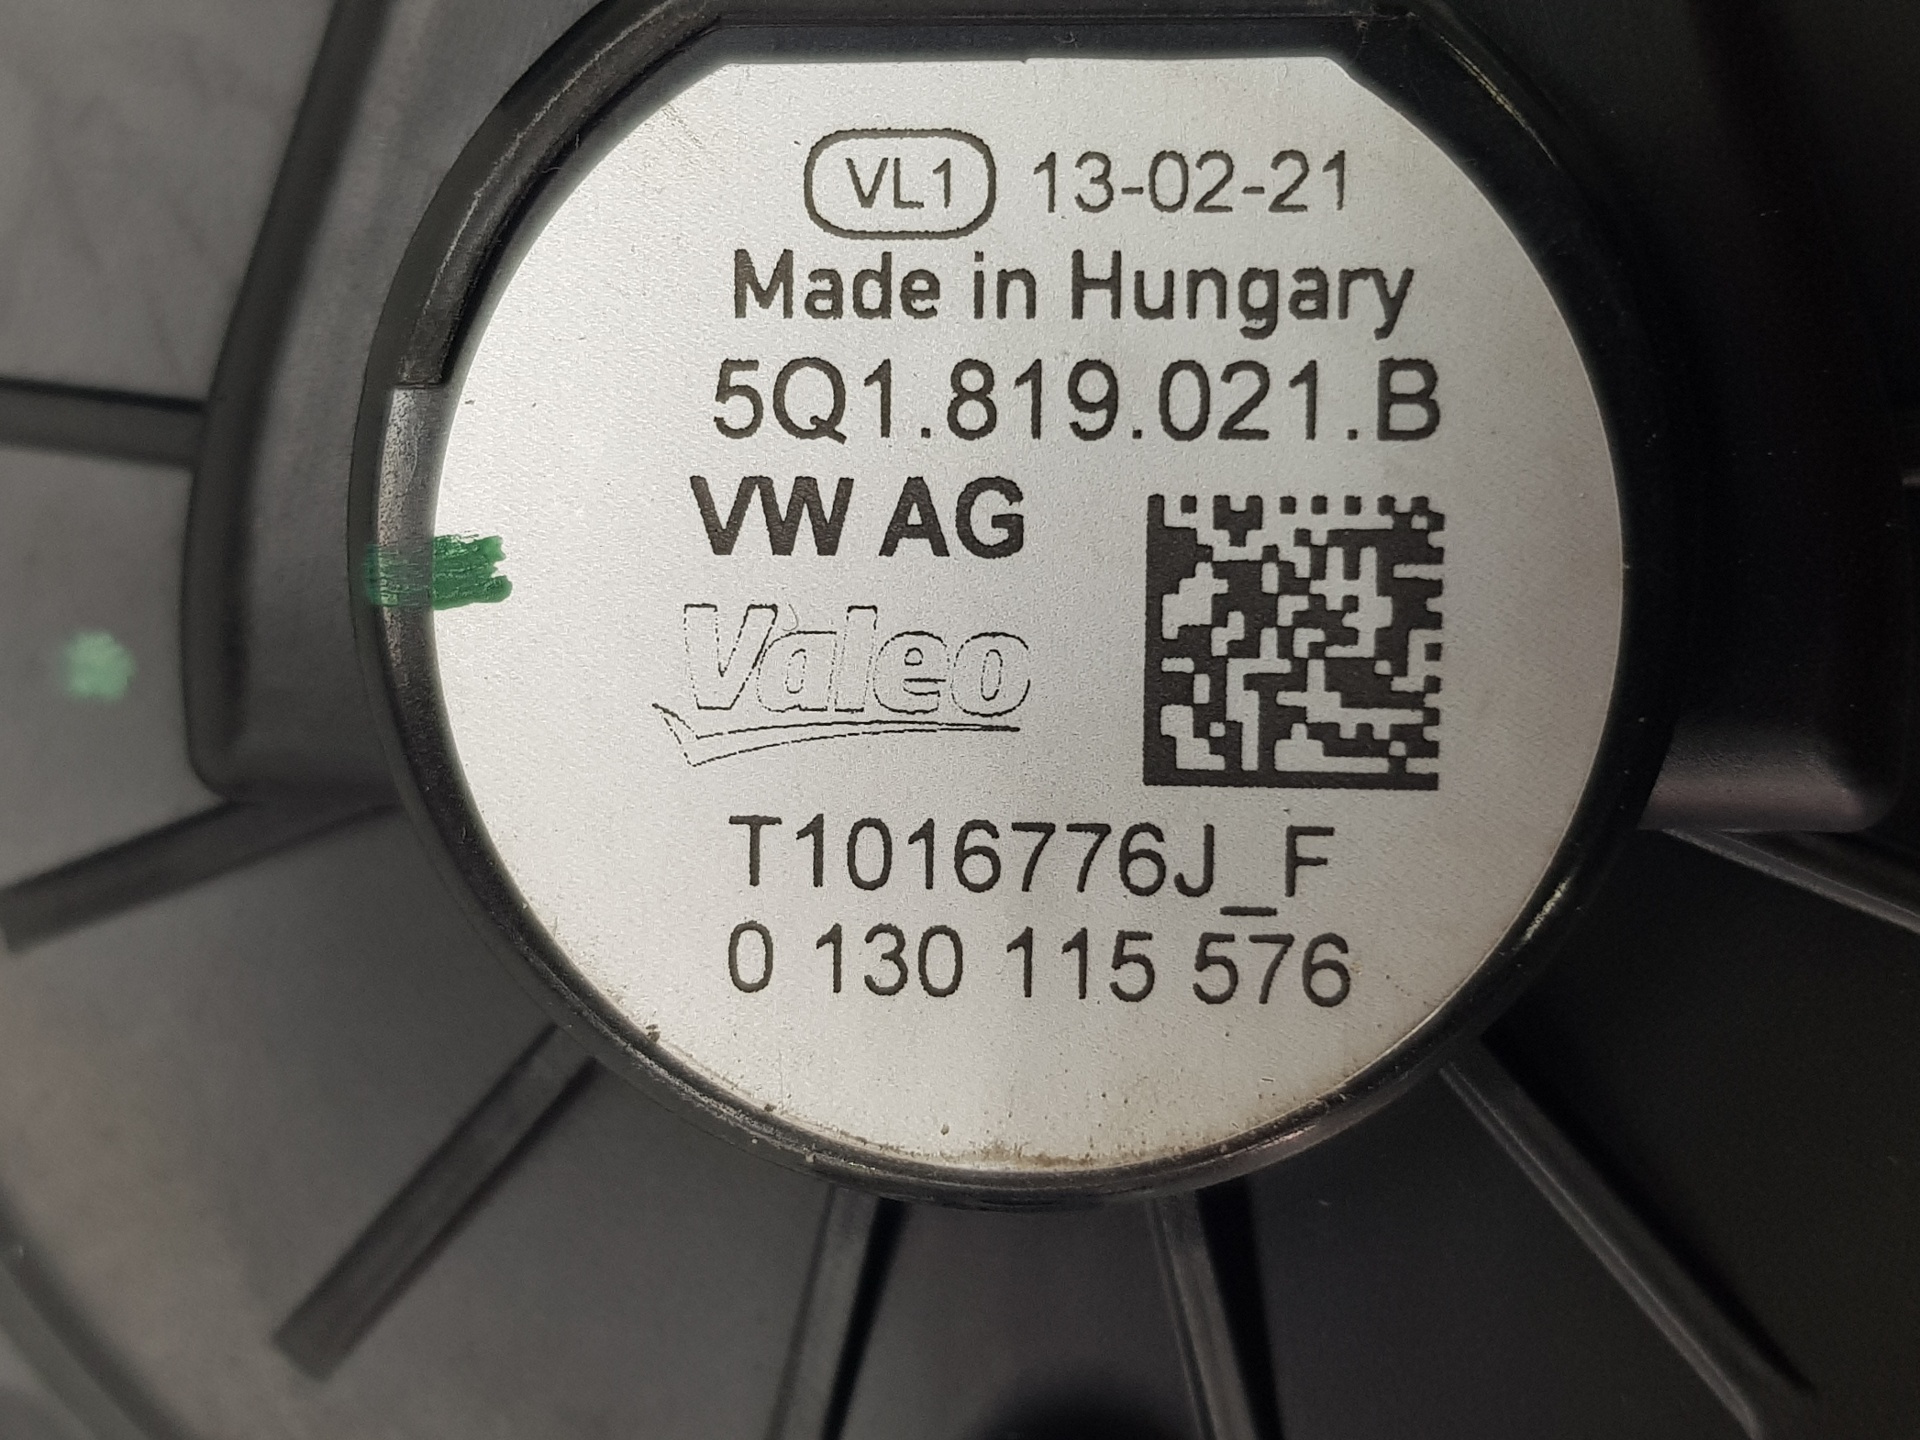 VL1 13-02-21
Made in Hungary
5Q1.819.021.B
VW AG
Valeo
T1016776J_F
0 130 115 576